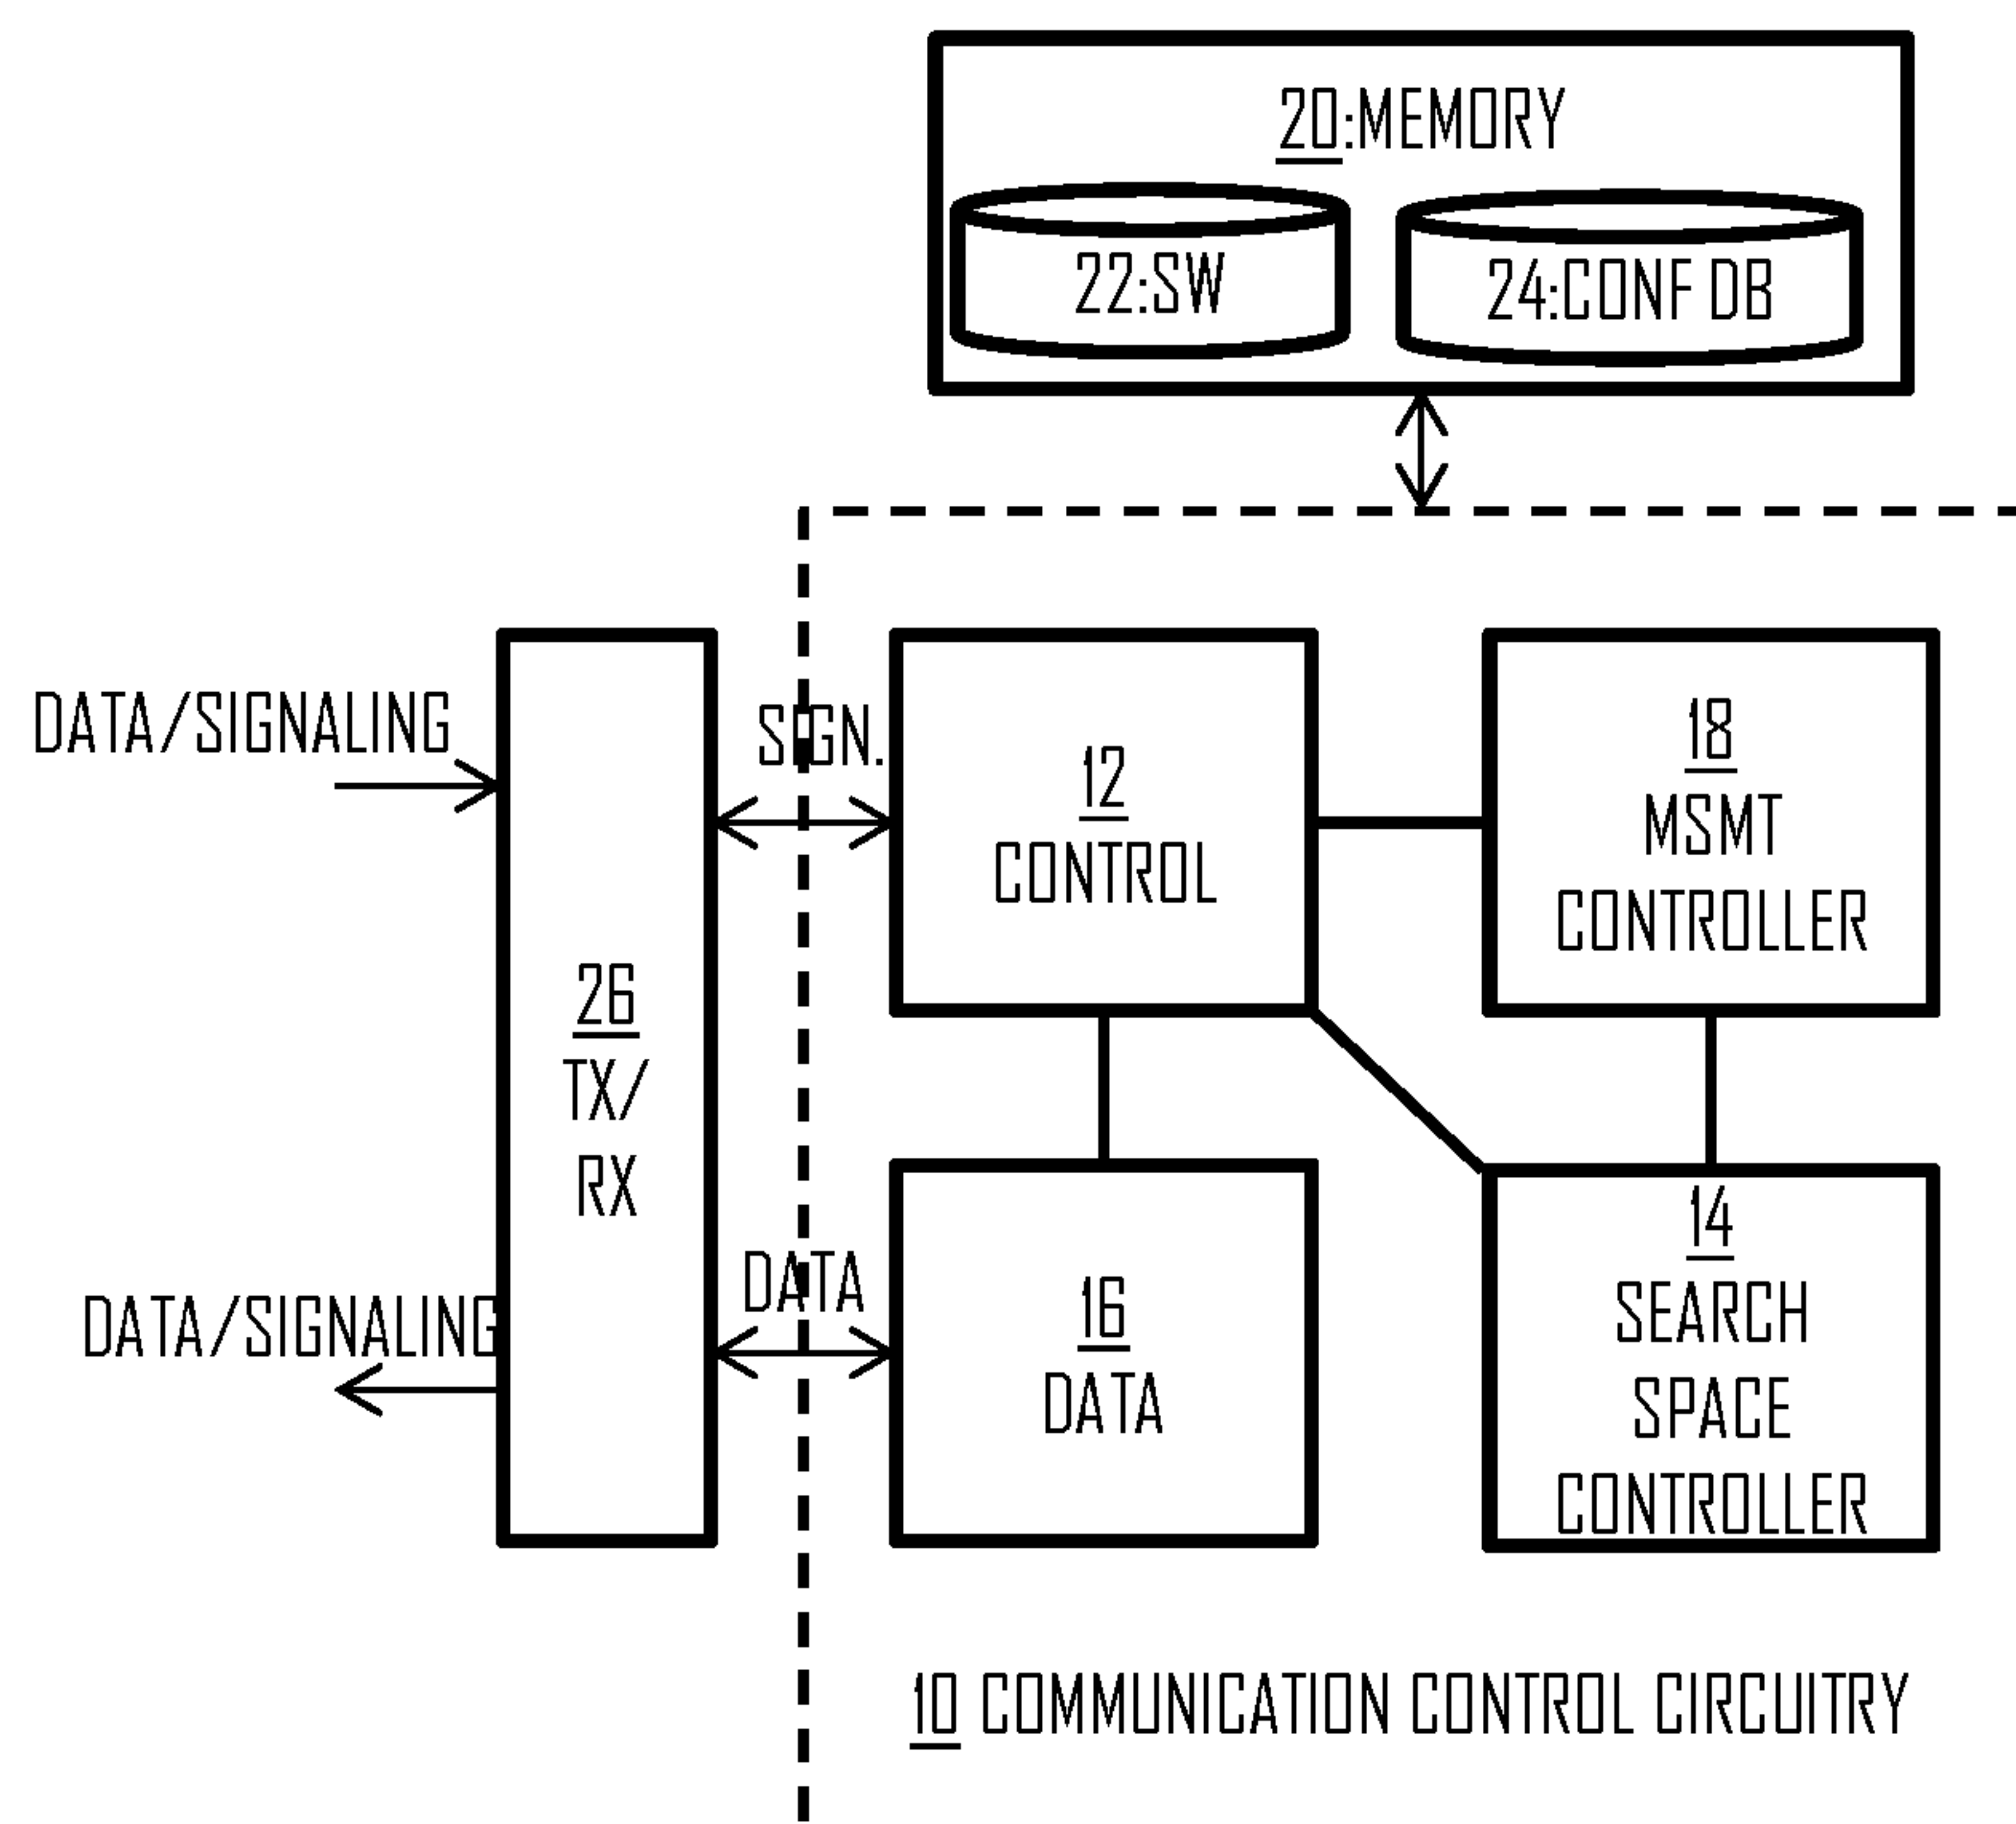 20:MEMORY
22:SW
24:CONF DB
DATA/SIGNALING
SIGN.
12
CONTROL
18
MSMT
CONTROLLER
26
TX/
RX
DATA/SIGNALING
DATA
16
DATA
14
SEARCH
SPACE
CONTROLLER
10 COMMUNICATION CONTROL CIRCUITRY